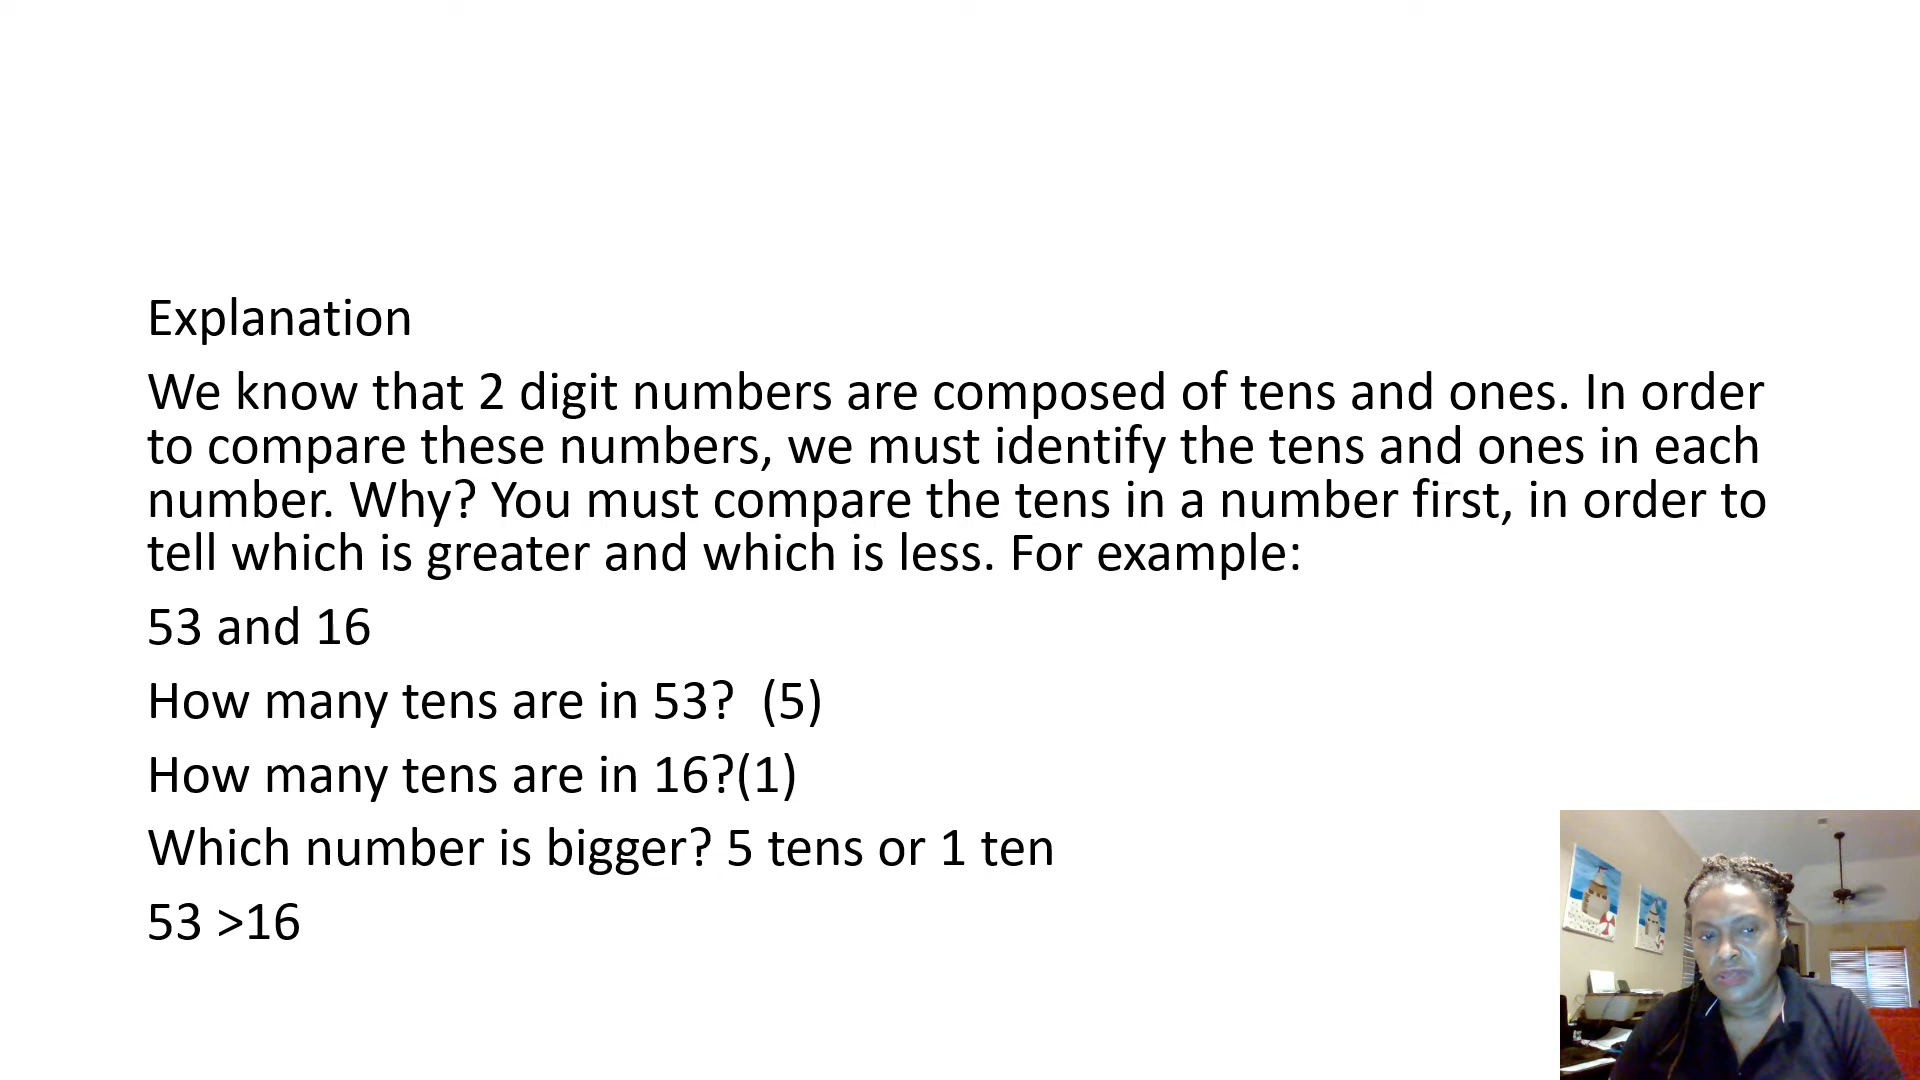 Explanation
We know that 2 digit numbers are composed of tens and ones. In order
to compare these numbers, we must identify the tens and ones in each
number. Why? You must compare the tens in a number first, in order to
tell which is greater and which is less. For example:
53 and 16
How many tens are in 53?  (5)
How many tens are in 16?(1)
Which number is bigger? 5 tens or 1 ten
53 >16